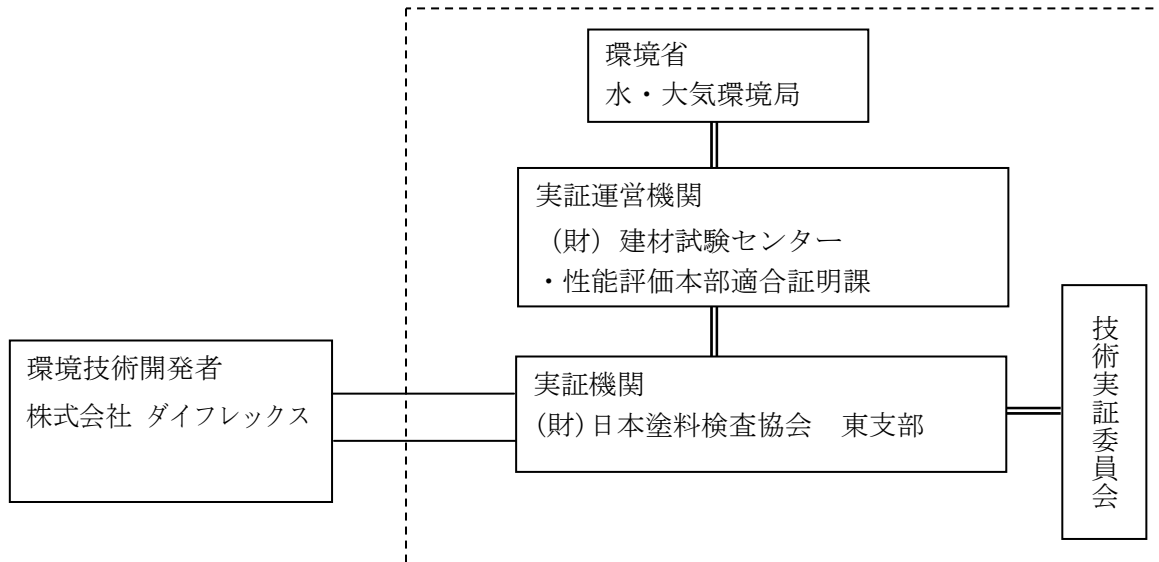 環境省
水・大気環境局
実証運営機関
（財）建材試験センター
・性能評価本部適合証明課
環境技術開発者
株式会社 ダイフレックス
実証機関
(財)日本塗料検査協会　東支部
技術実証委員会